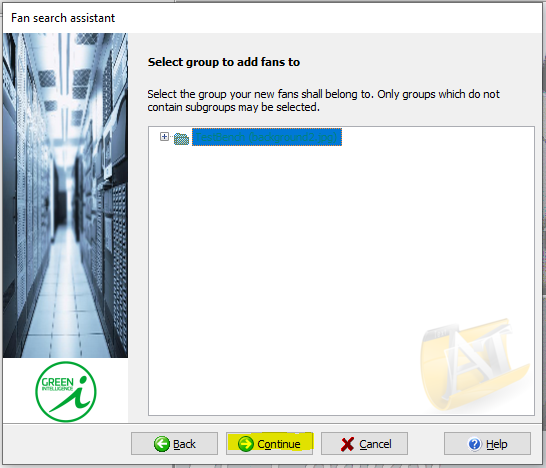 Fan search assistant
Select group to add fans to
Select the group your new fans shall belong to. Only groups which do not
contain subgroups may be selected.
AI
GREEN
INTELLIGENCE
i
Back
Continue
Cancel
Help